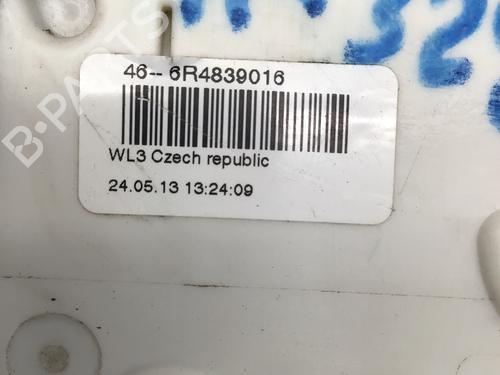 46-- 6R4839016
WL3 Czech republic
24.05.13 13:24:09
B-PARTS